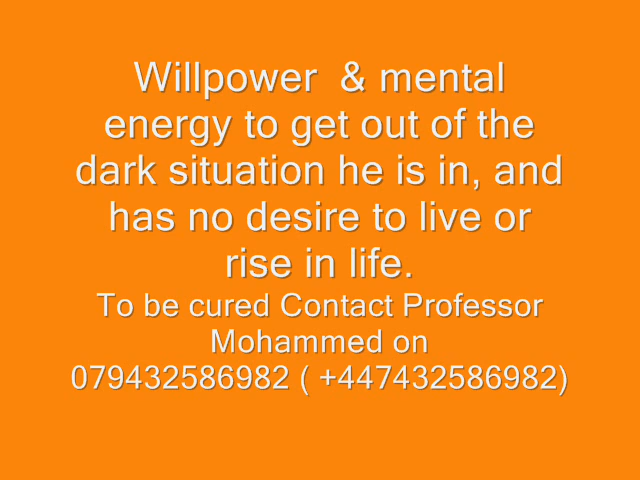 Willpower  & mental
energy to get out of the
dark situation he is in, and
has no desire to live or
rise in life.
To be cured Contact Professor
Mohammed on
079432586982 ( +447432586982)